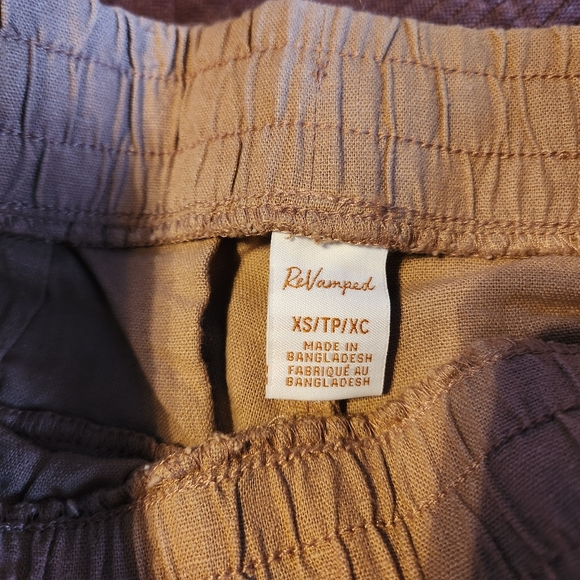 ReVamped
XS/TP/XC
MADE IN
BANGLADESH
FABRIQUÉ AU
BANGLADESH